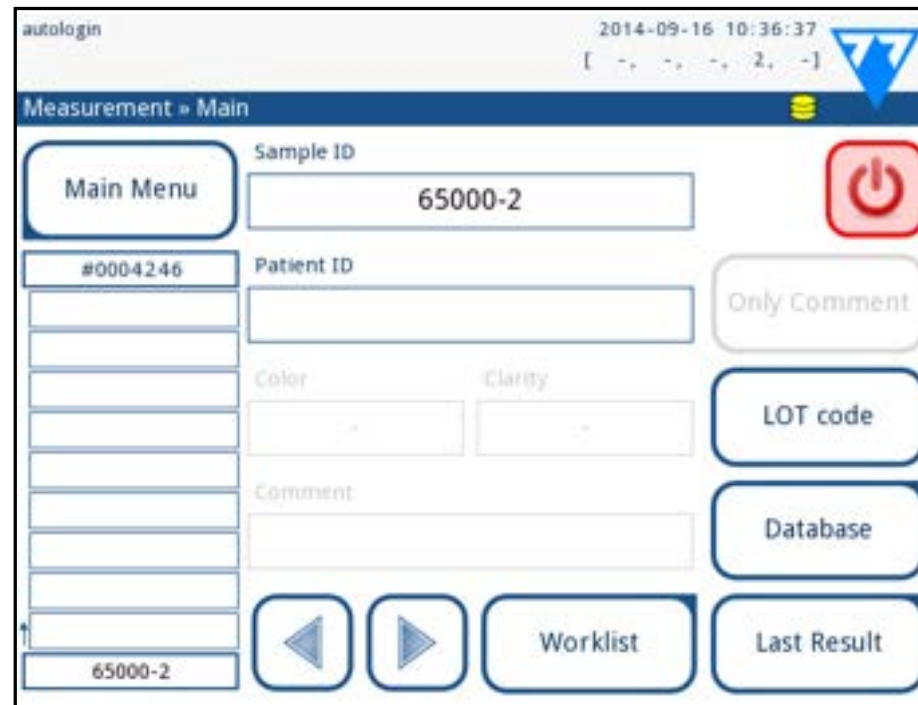 autologin
2014-09-16 10:36:37
[ -, -, -, 2, -]
Measurement » Main
Main Menu
Sample ID
65000-2
#0004246
Patient ID
Only Comment
Color
Clarity
-
-
LOT code
Comment
Database
Worklist
Last Result
65000-2